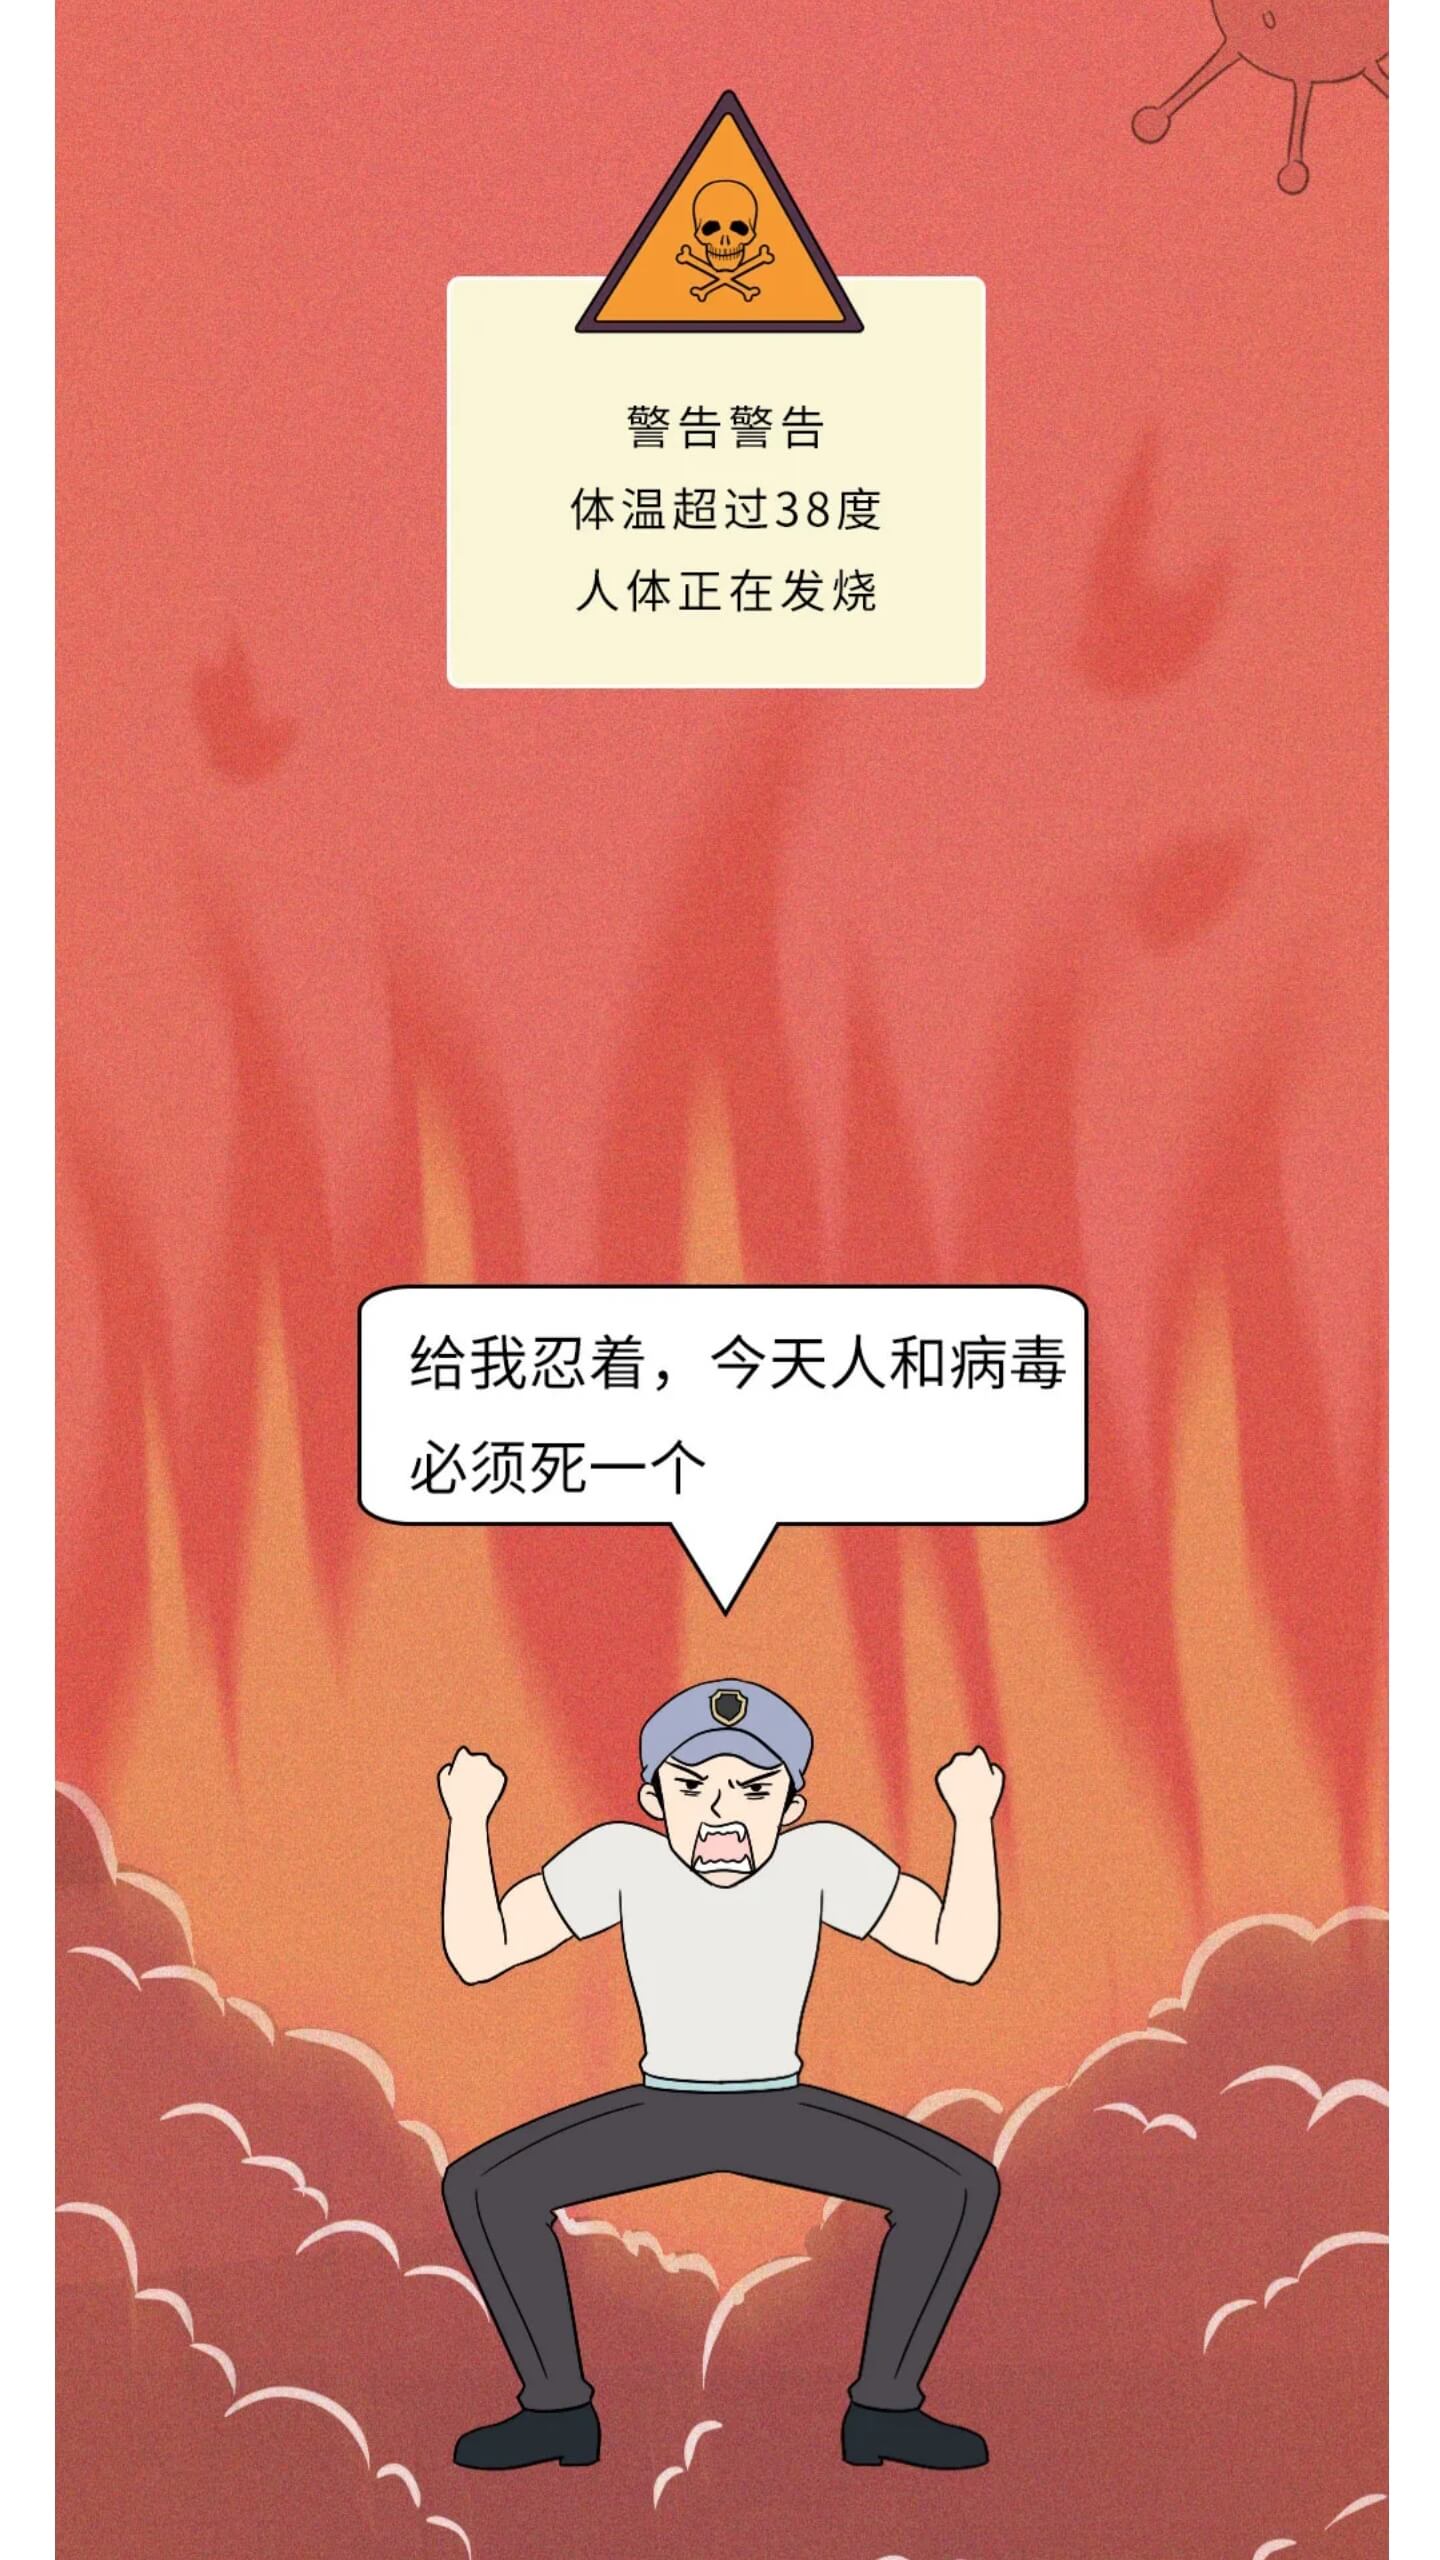 警告警告
体温超过38度
人体正在发烧
给我忍着，今天人和病毒
必须死一个